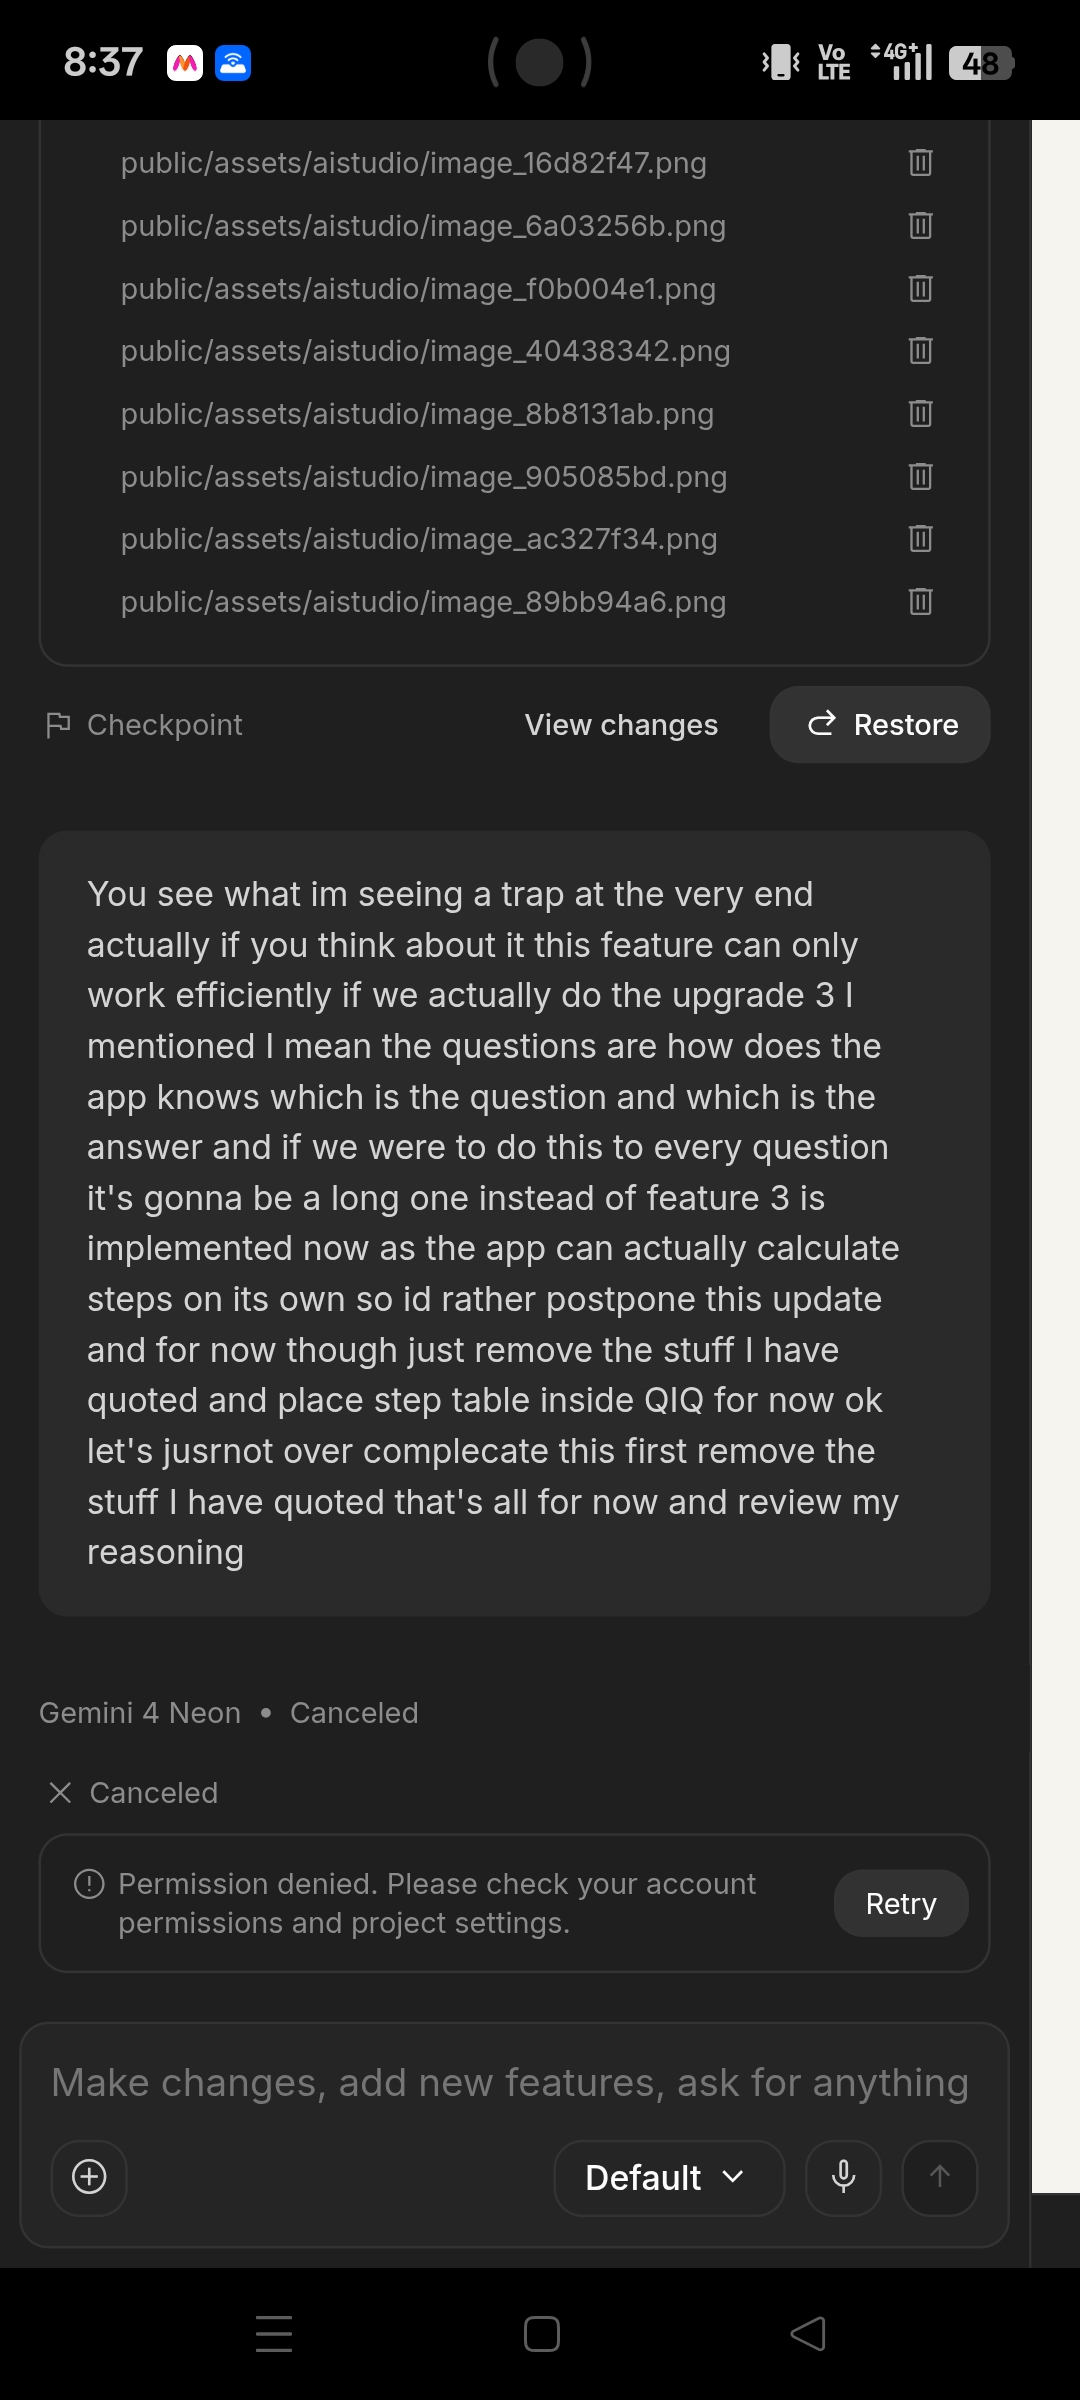 8:37
Vo
LTE
4G+
48
public/assets/aistudio/image_16d82f47.png
public/assets/aistudio/image_6a03256b.png
public/assets/aistudio/image_f0b004e1.png
public/assets/aistudio/image_40438342.png
public/assets/aistudio/image_8b8131ab.png
public/assets/aistudio/image_905085bd.png
public/assets/aistudio/image_ac327f34.png
public/assets/aistudio/image_89bb94a6.png
Checkpoint View changes Restore
You see what im seeing a trap at the very end
actually if you think about it this feature can only
work efficiently if we actually do the upgrade 3 I
mentioned I mean the questions are how does the
app knows which is the question and which is the
answer and if we were to do this to every question
it's gonna be a long one instead of feature 3 is
implemented now as the app can actually calculate
steps on its own so id rather postpone this update
and for now though just remove the stuff I have
quoted and place step table inside QIQ for now ok
let's jusrnot over complecate this first remove the
stuff I have quoted that's all for now and review my
reasoning
Gemini 4 Neon • Canceled
Canceled
Permission denied. Please check your account
permissions and project settings.
Retry
Make changes, add new features, ask for anything
Default